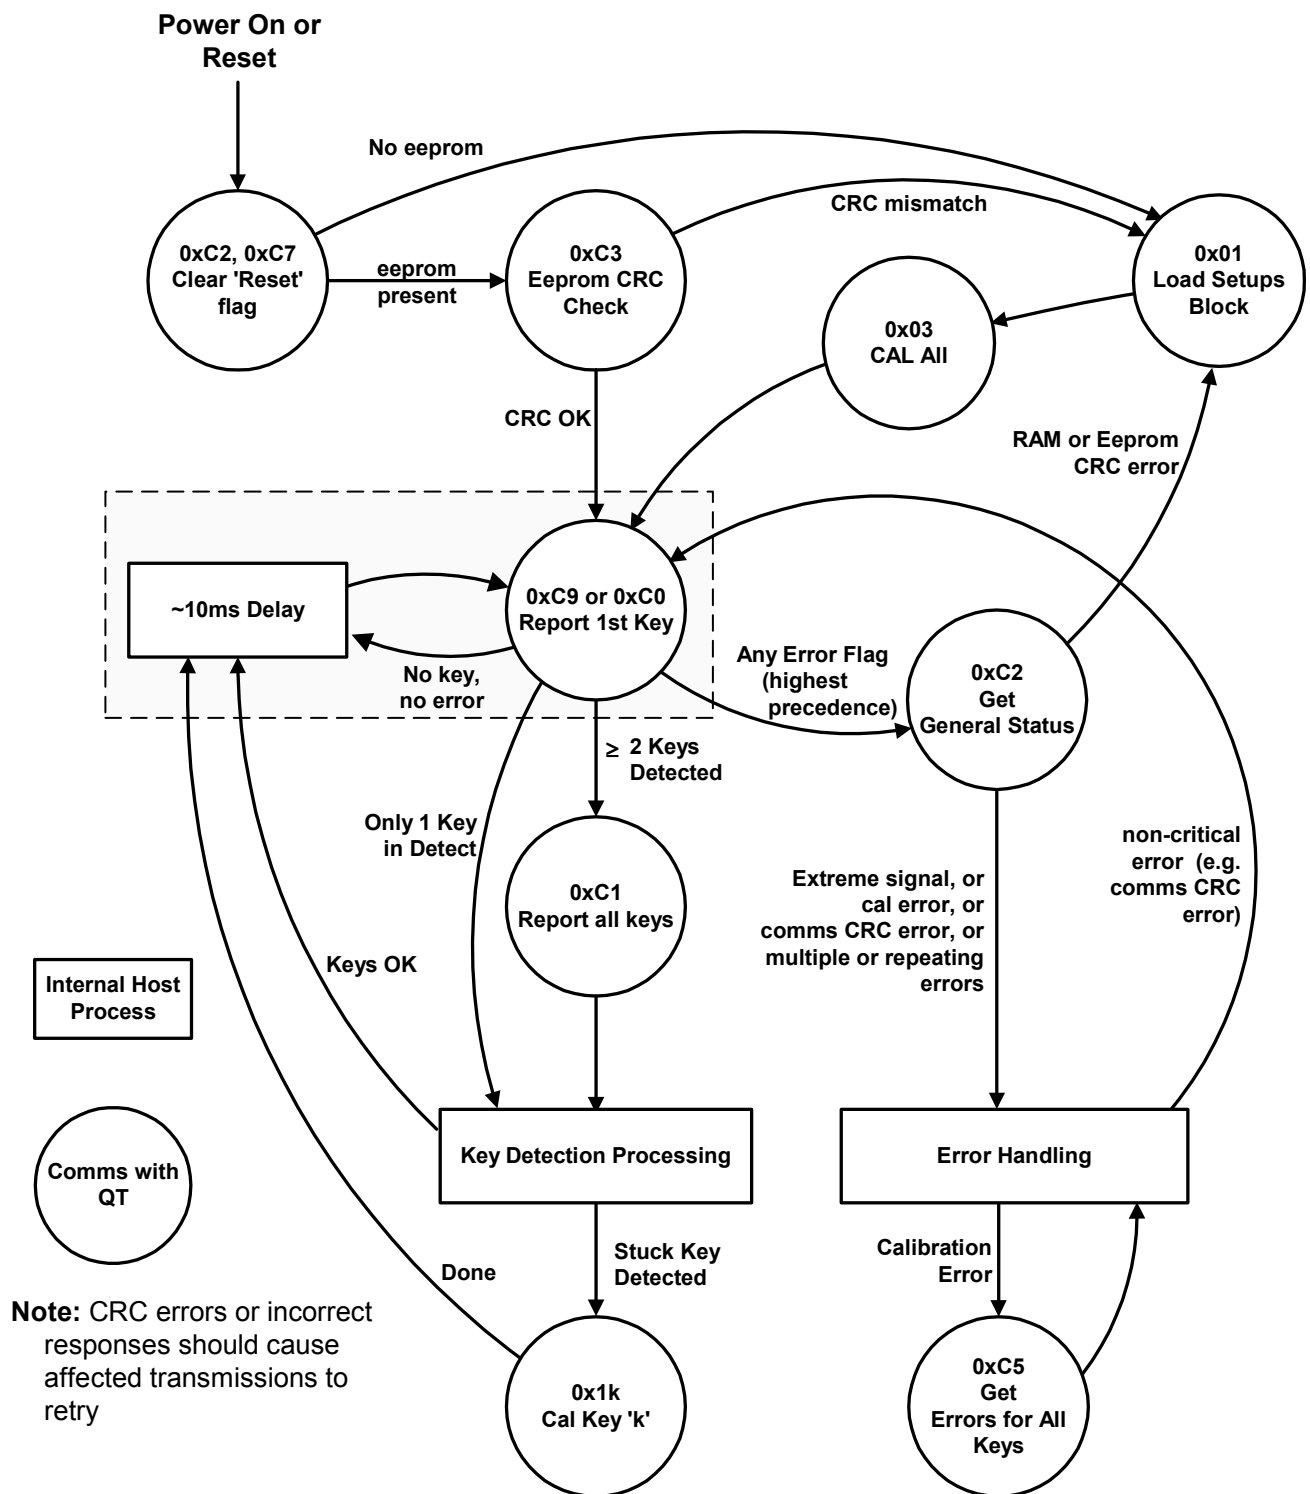 Power On or
Reset
No eeprom
CRC mismatch
0xC2, 0xC7
Clear 'Reset'
flag
eeprom
present
0xC3
Eeprom CRC
Check
0x01
Load Setups
Block
0x03
CAL All
CRC OK
RAM or Eeprom
CRC error
~10ms Delay
0xC9 or 0xC0
Report 1st Key
No key,
no error
Any Error Flag
(highest
precedence)
0xC2
Get
General Status
≥ 2 Keys
Detected
Only 1 Key
in Detect
0xC1
Report all keys
Extreme signal, or
cal error, or
comms CRC error, or
multiple or repeating
errors
non-critical
error (e.g.
comms CRC
error)
Keys OK
Internal Host
Process
Key Detection Processing
Error Handling
Comms with
QT
Stuck Key
Detected
Calibration
Error
Done
Note: CRC errors or incorrect
responses should cause
affected transmissions to
retry
0x1k
Cal Key 'k'
0xC5
Get
Errors for All
Keys